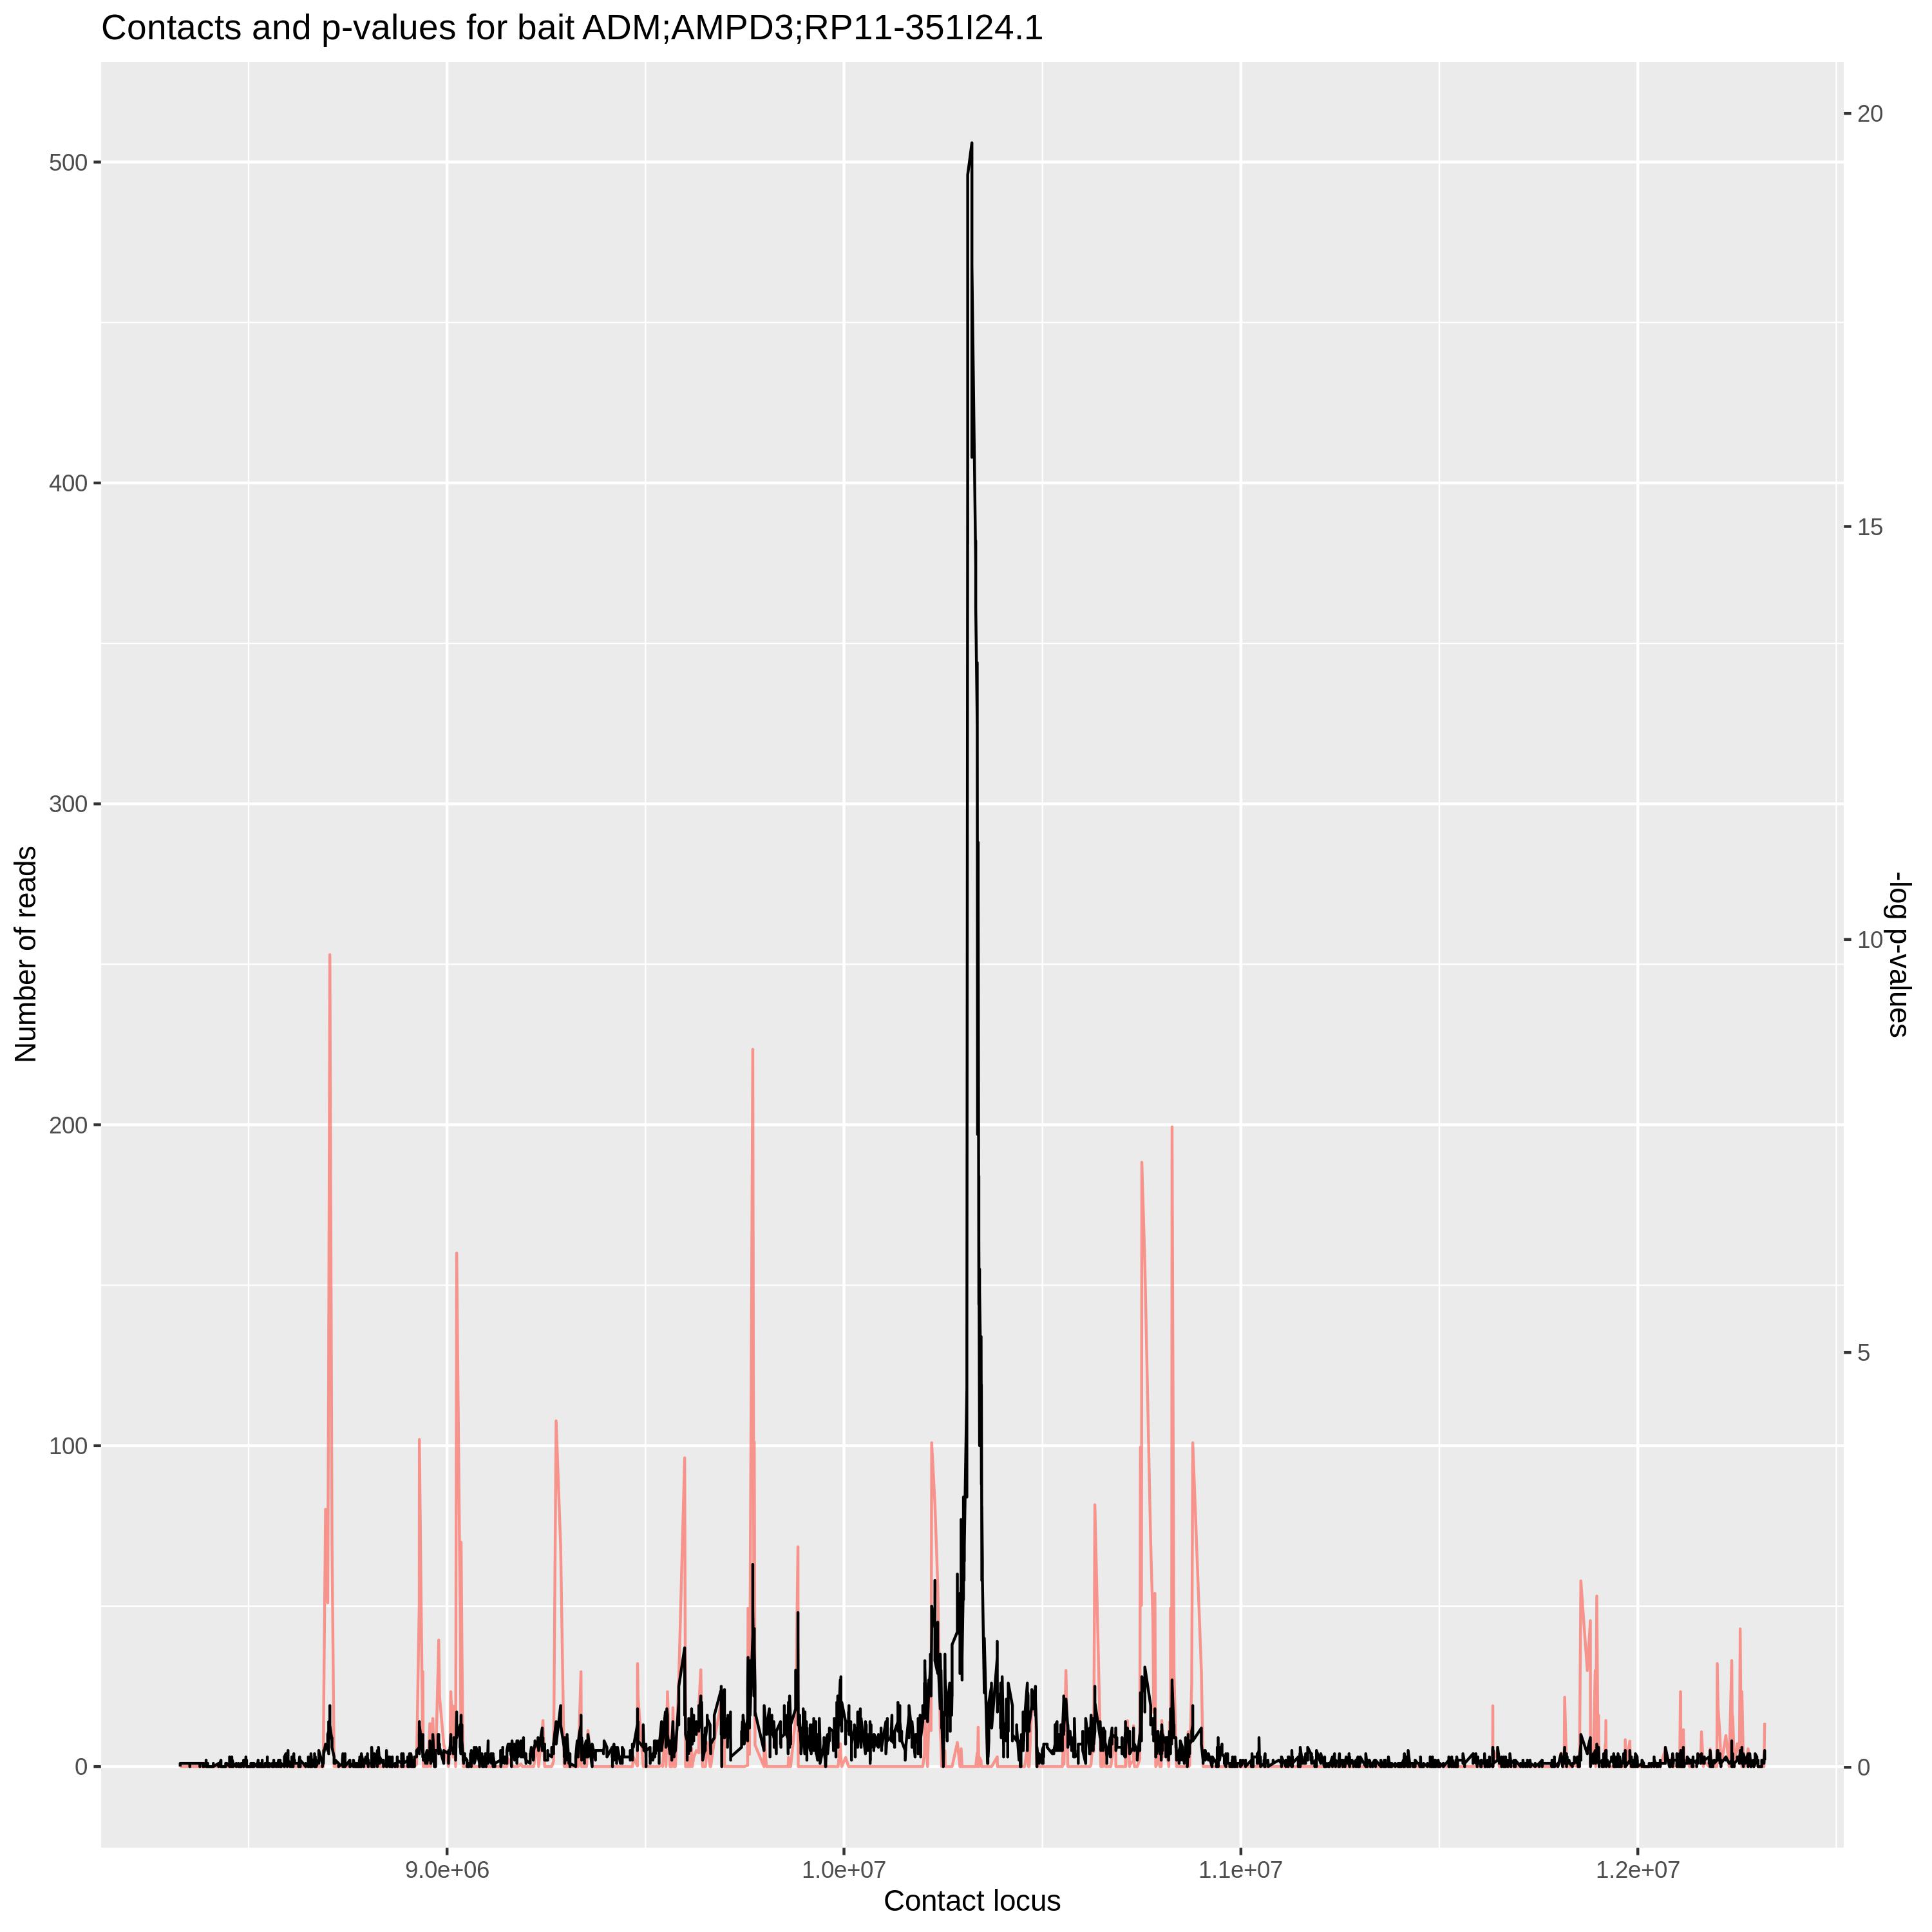 Contacts and p-values for bait ADM;AMPD3;RP11-351I24.1
Number of reads
500
400
300
200
100
0
20
15
10
5
0
-log p-values
9.0e+06 1.0e+07 1.1e+07 1.2e+07
Contact locus